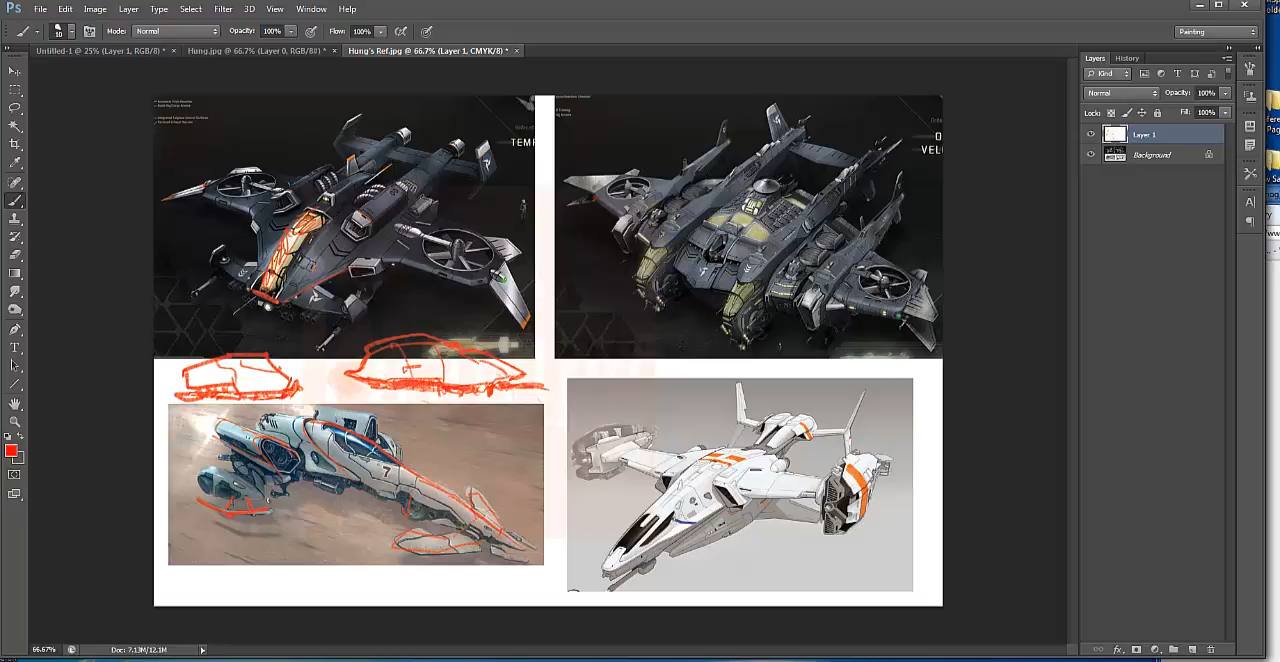 Ps File Edit Image Layer Type Select Filter 3D View Window Help
10 Mode: Normal Opacity: 100% Flow: 100% Painting
Untitled-1 @ 25% (Layer 1, RGB/8) * × Hung.jpg @ 66.7% (Layer 0, RGB/8#) * × Hung's Ref.jpg @ 66.7% (Layer 1, CMYK/8) * ×
Layers History
Kind
Normal Opacity: 100%
Lock: Fill: 100%
Layer 1
Background
TEMP
VEL
7
66.67% Doc: 7.13M/12.1M